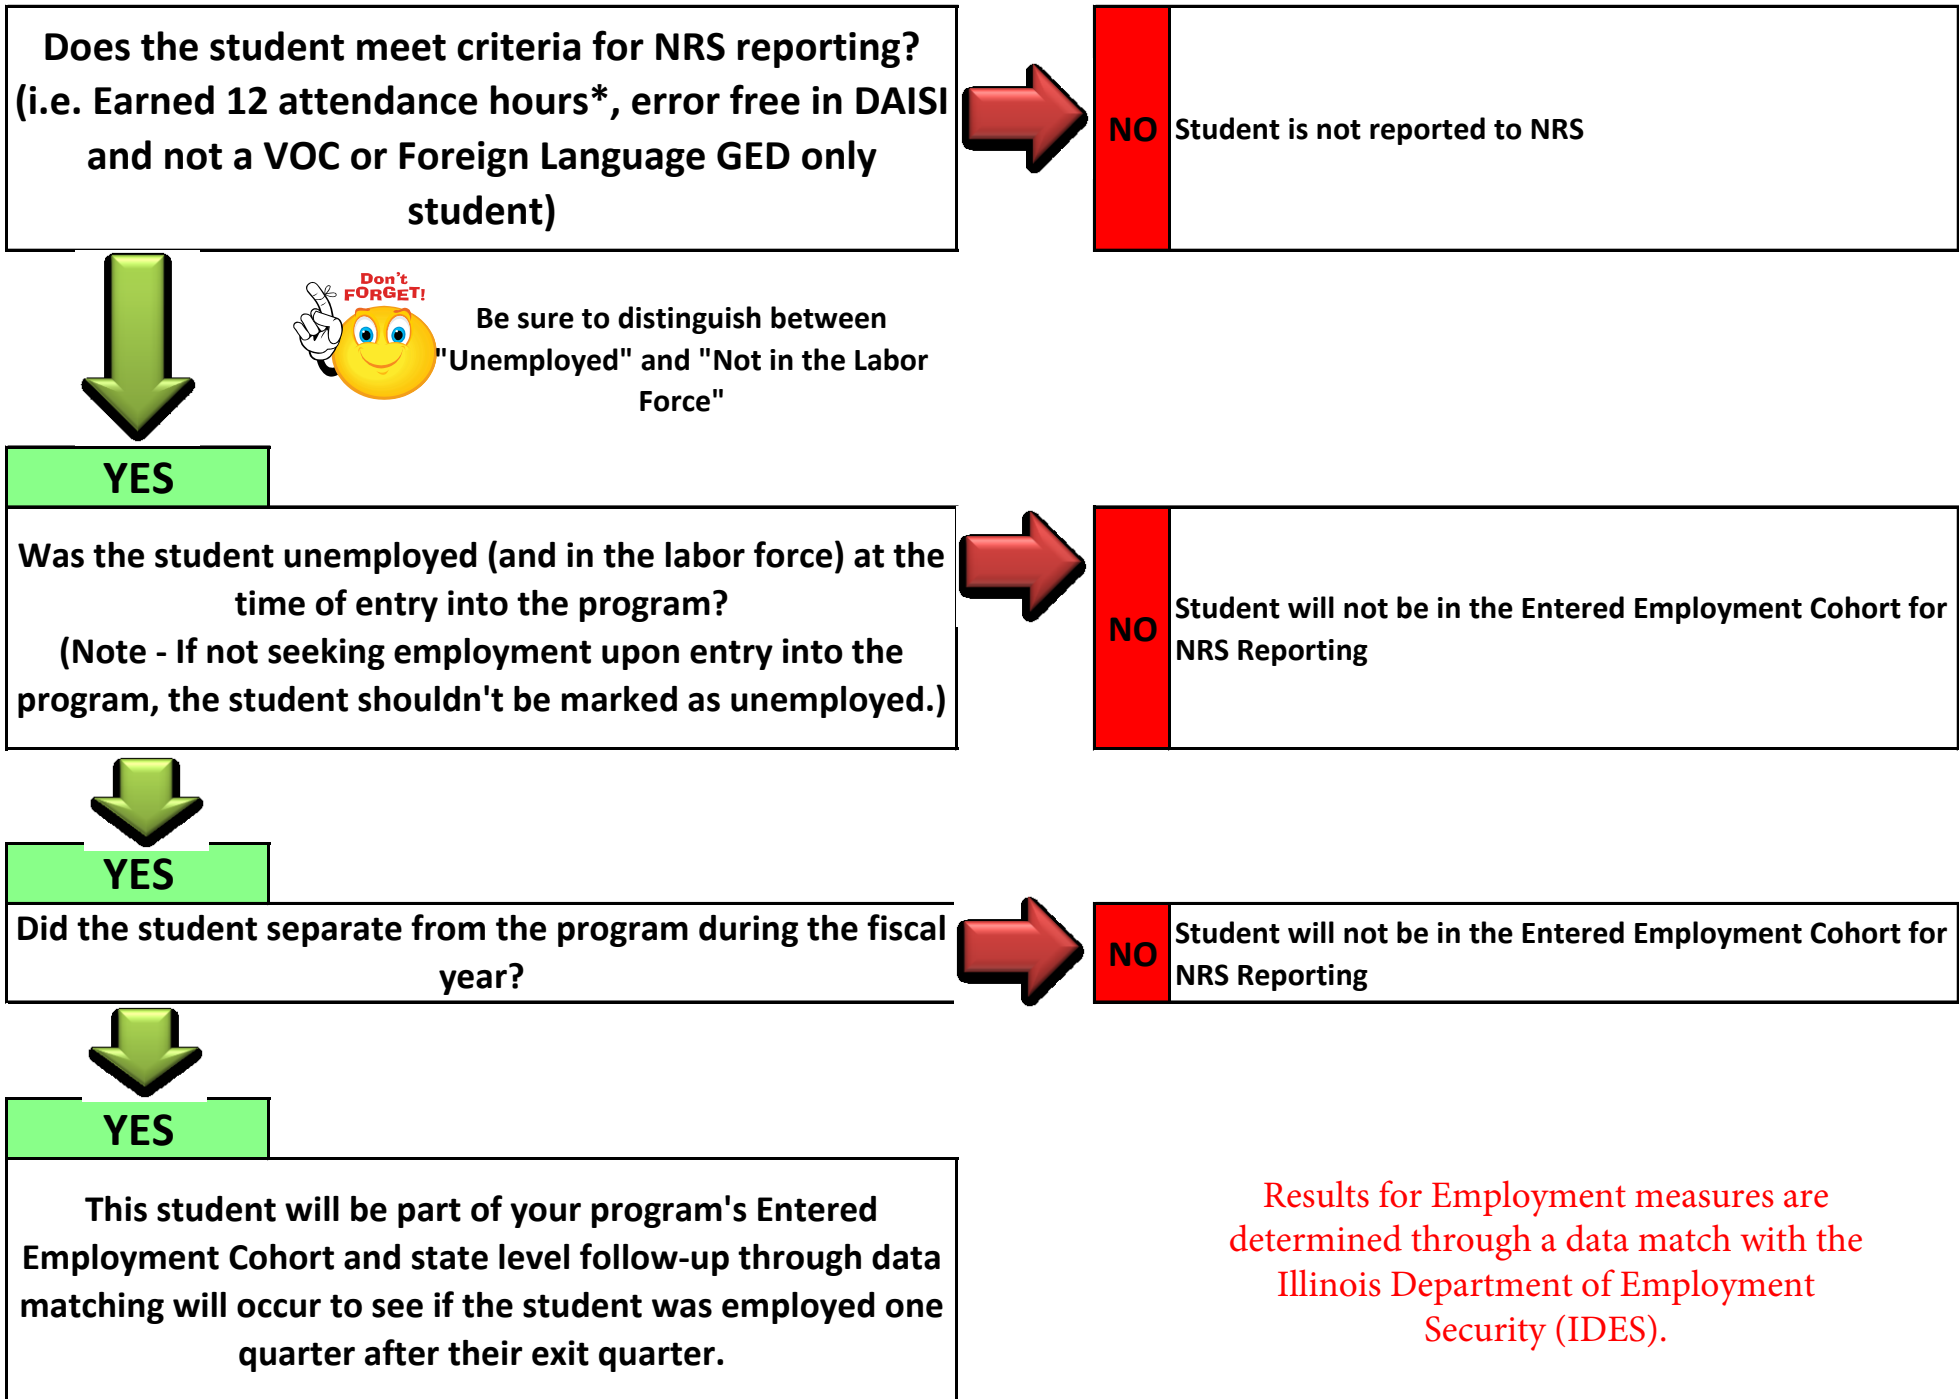 Does the student meet criteria for NRS reporting?
(i.e. Earned 12 attendance hours*, error free in DAISI
and not a VOC or Foreign Language GED only
student)
NO
Student is not reported to NRS
Don't
FORGET!
Be sure to distinguish between
"Unemployed" and "Not in the Labor
Force"
YES
Was the student unemployed (and in the labor force) at the
time of entry into the program?
(Note - If not seeking employment upon entry into the
program, the student shouldn't be marked as unemployed.)
NO
Student will not be in the Entered Employment Cohort for
NRS Reporting
YES
Did the student separate from the program during the fiscal
year?
NO
Student will not be in the Entered Employment Cohort for
NRS Reporting
YES
This student will be part of your program's Entered
Employment Cohort and state level follow-up through data
matching will occur to see if the student was employed one
quarter after their exit quarter.
Results for Employment measures are
determined through a data match with the
Illinois Department of Employment
Security (IDES).